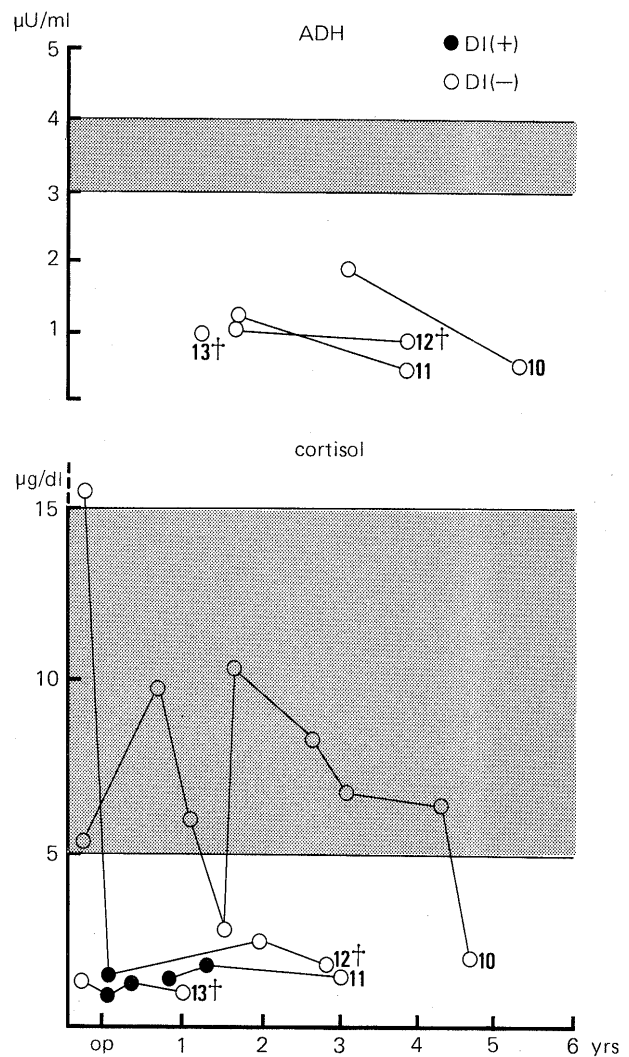 μU/ml
ADH
● DI(+)
○ DI(—)
5
4
3
2
1
13†
12†
11
10
cortisol
μg/dl
15
10
5
12†
11
13†
10
op 1 2 3 4 5 6 yrs